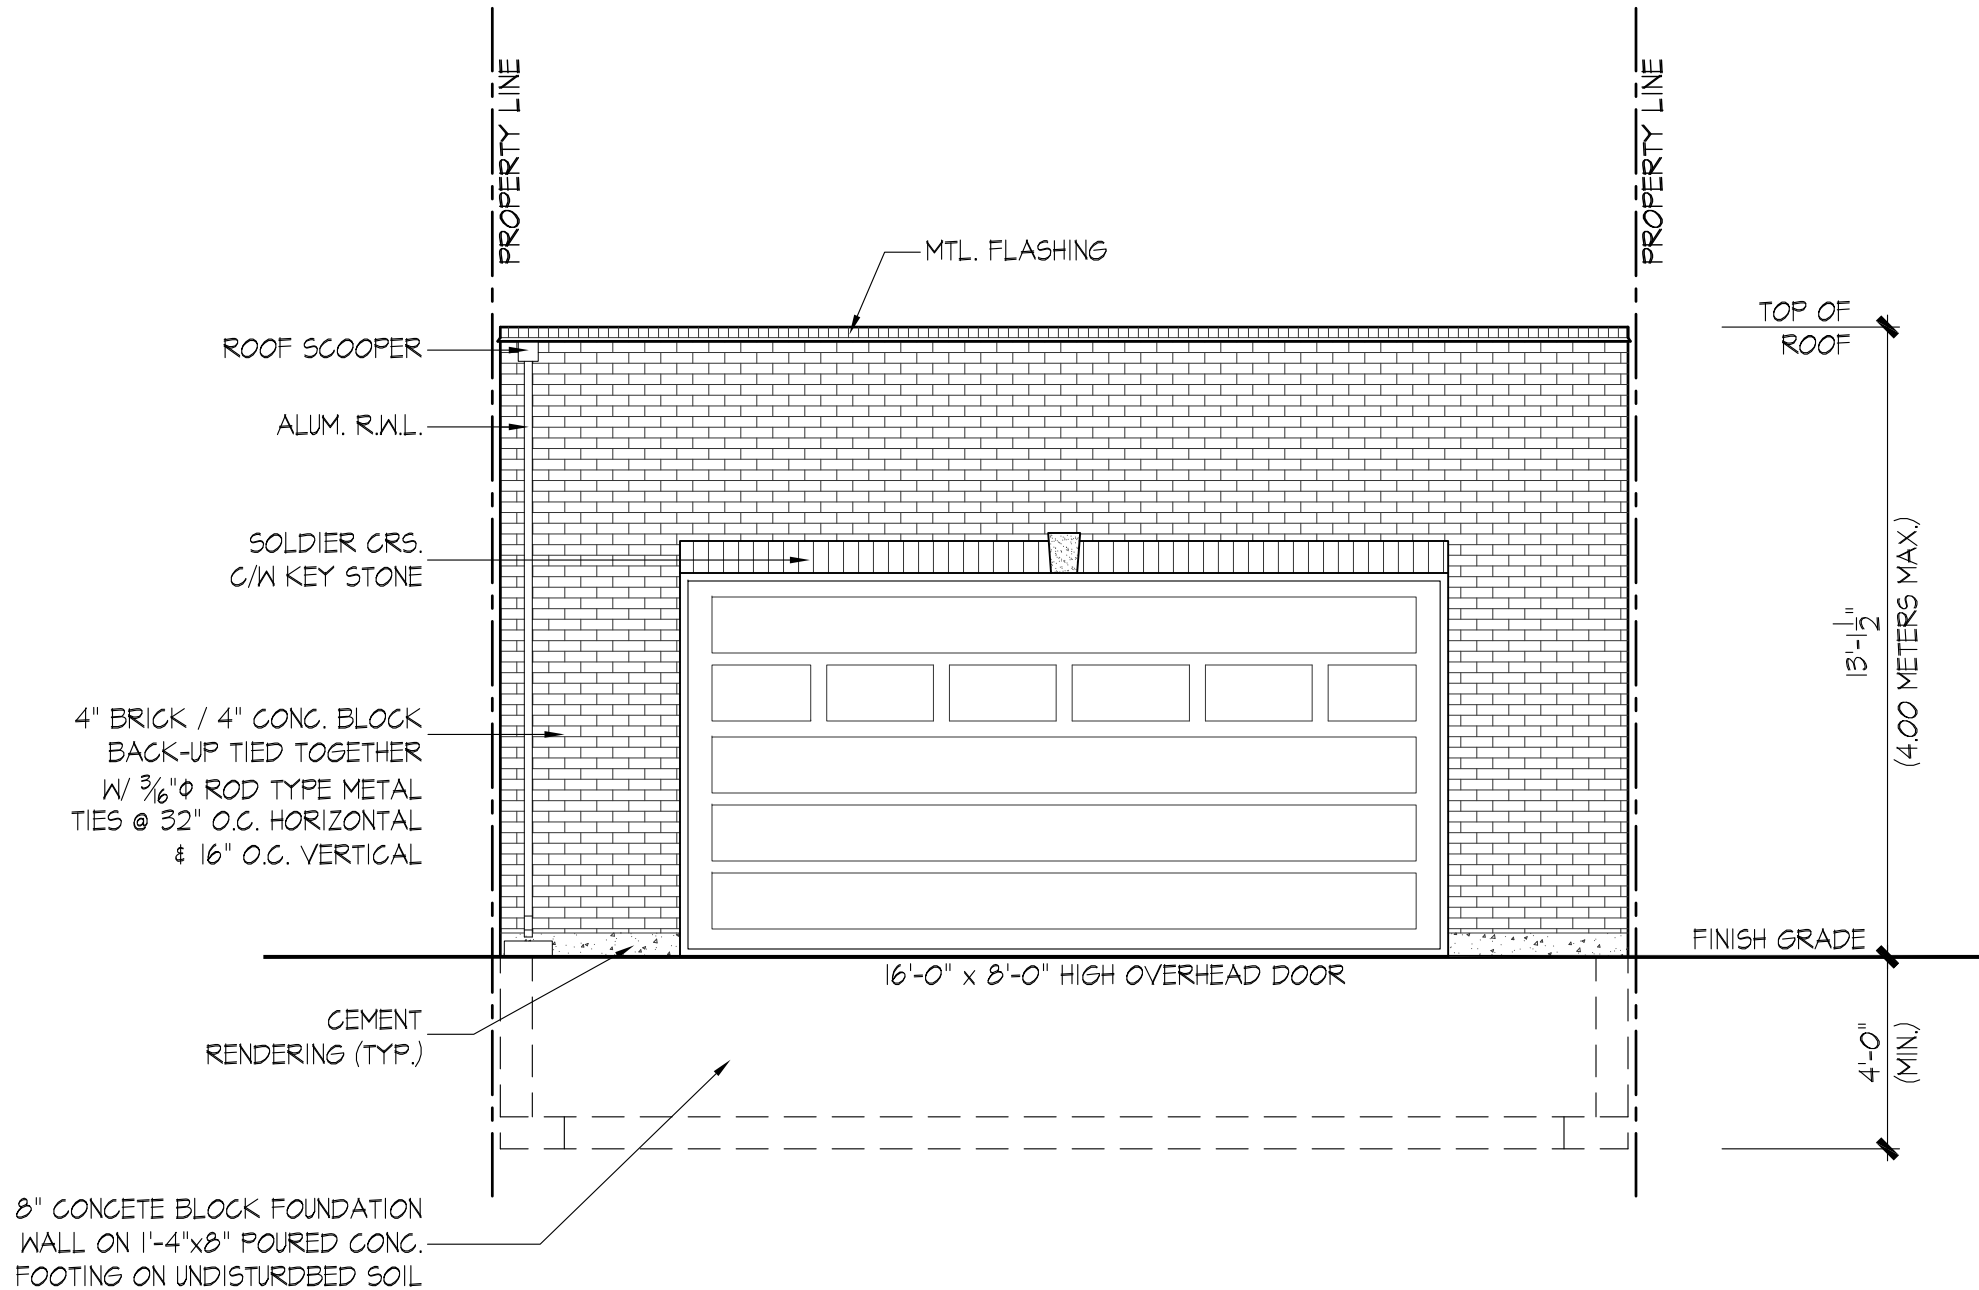 PROPERTY LINE
PROPERTY LINE
MTL. FLASHING
TOP OF
ROOF
ROOF SCOOPER
ALUM. R.W.L.
SOLDIER CRS.
C/W KEY STONE
13'-1 1/2"
(4.00 METERS MAX.)
4" BRICK / 4" CONC. BLOCK
BACK-UP TIED TOGETHER
W/ 3/16"Φ ROD TYPE METAL
TIES @ 32" O.C. HORIZONTAL
& 16" O.C. VERTICAL
FINISH GRADE
16'-0" x 8'-0" HIGH OVERHEAD DOOR
CEMENT
RENDERING (TYP.)
4'-0"
(MIN.)
8" CONCETE BLOCK FOUNDATION
WALL ON 1'-4"x8" POURED CONC.
FOOTING ON UNDISTURDBED SOIL